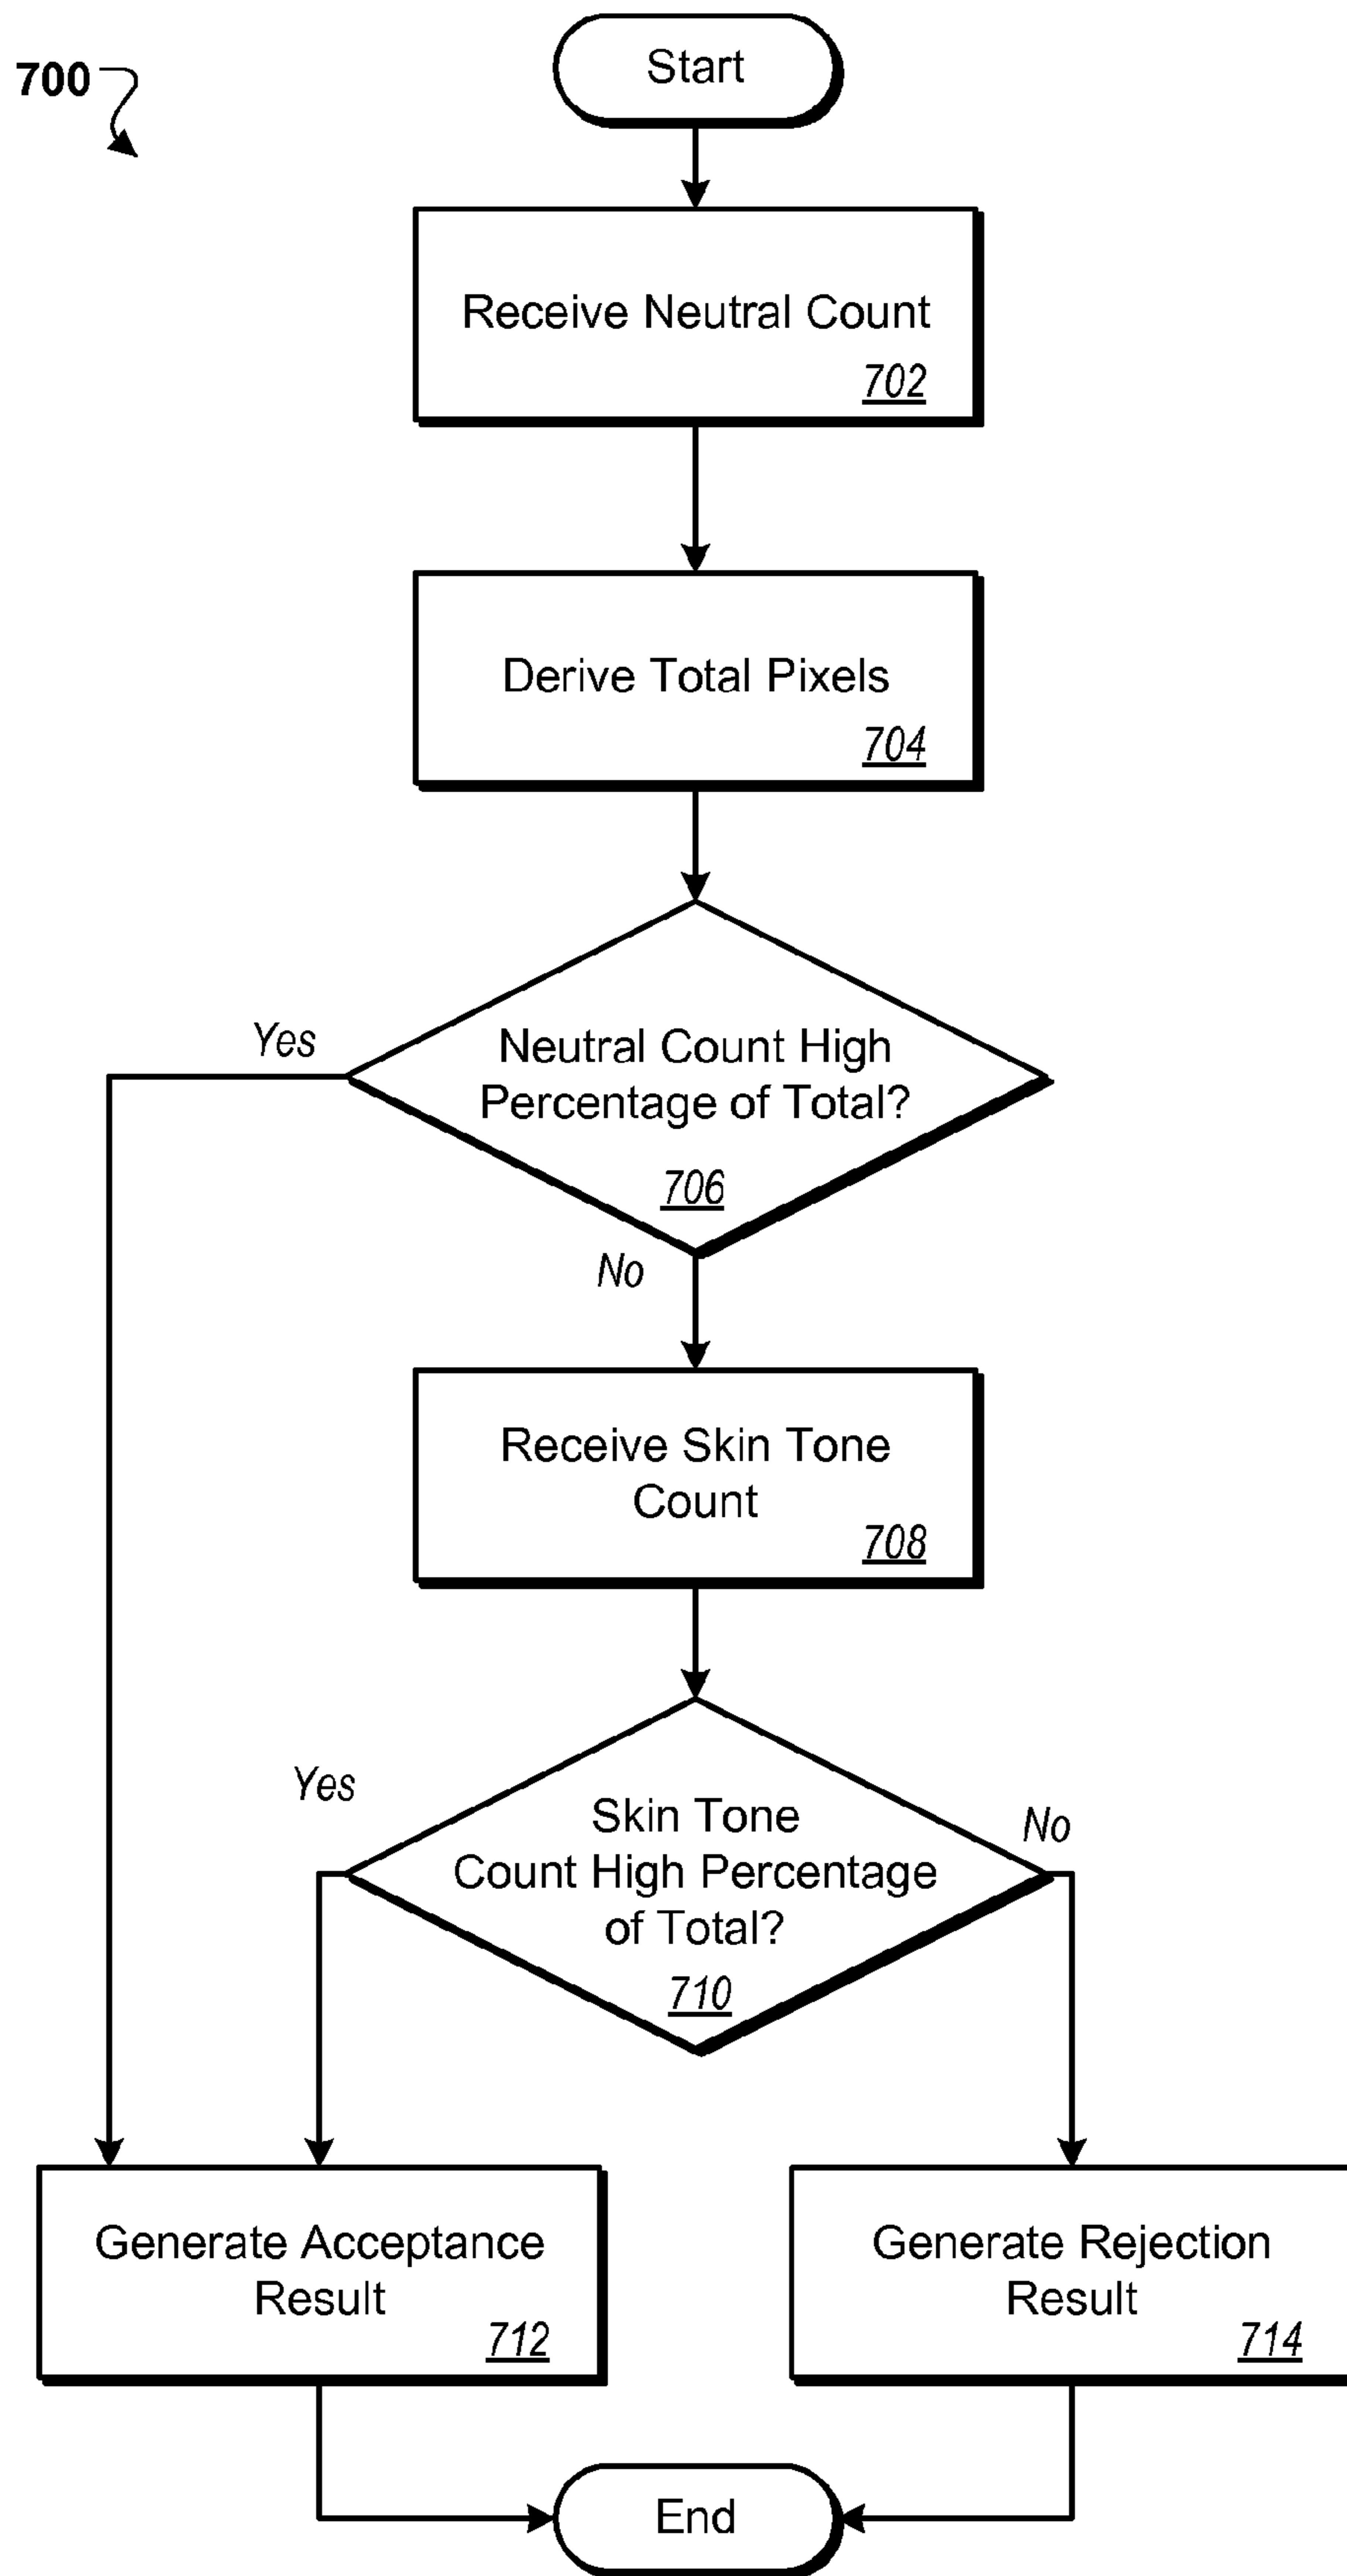 700
Start
Receive Neutral Count
702
Derive Total Pixels
704
Yes
Neutral Count High
Percentage of Total?
706
No
Receive Skin Tone
Count
708
Yes
Skin Tone
Count High Percentage
of Total?
710
No
Generate Acceptance
Result
712
Generate Rejection
Result
714
End